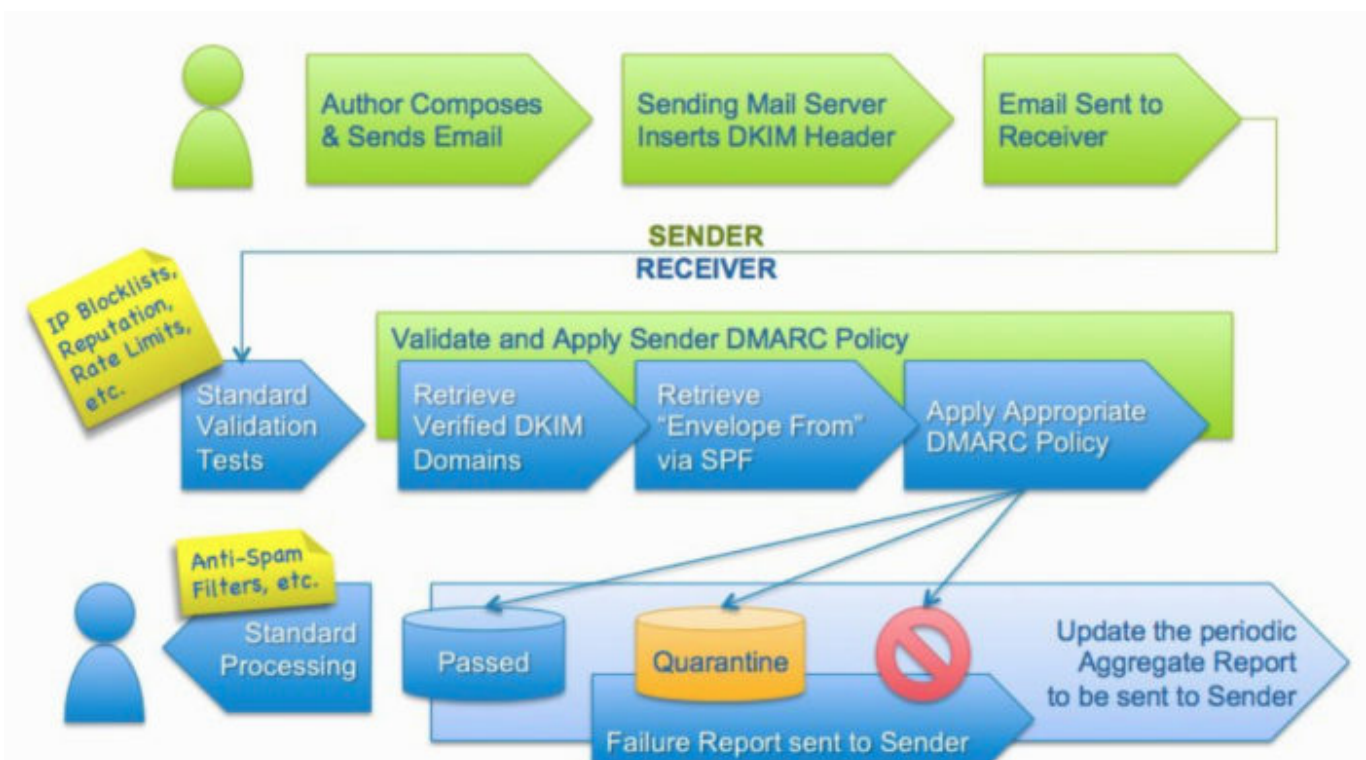 Author Composes
& Sends Email
Sending Mail Server
Inserts DKIM Header
Email Sent to
Receiver
SENDER
RECEIVER
IP Blocklists,
Reputation,
Rate Limits,
etc.
Validate and Apply Sender DMARC Policy
Standard
Validation
Tests
Retrieve
Verified DKIM
Domains
Retrieve
“Envelope From”
via SPF
Apply Appropriate
DMARC Policy
Anti-Spam
Filters, etc.
Standard
Processing
Passed
Quarantine
Update the periodic
Aggregate Report
to be sent to Sender
Failure Report sent to Sender